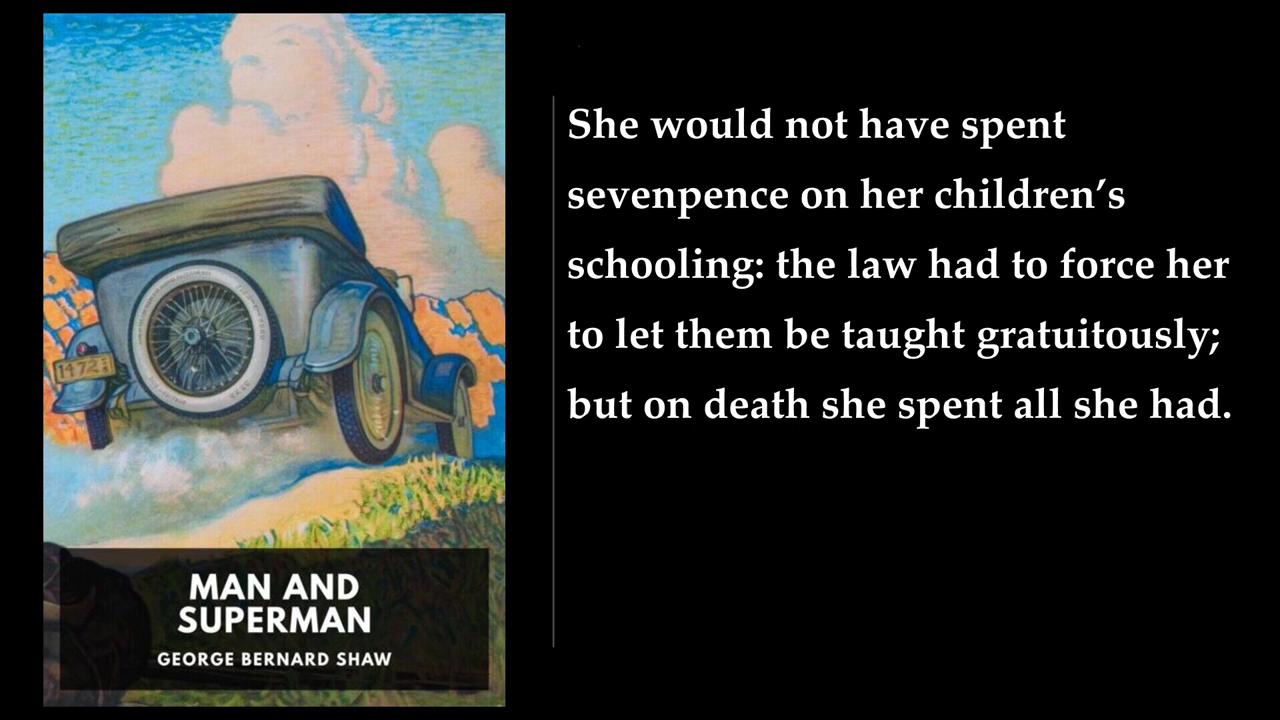 She would not have spent
sevenpence on her children’s
schooling: the law had to force her
to let them be taught gratuitously;
but on death she spent all she had.
1472
MAN AND
SUPERMAN
GEORGE BERNARD SHAW